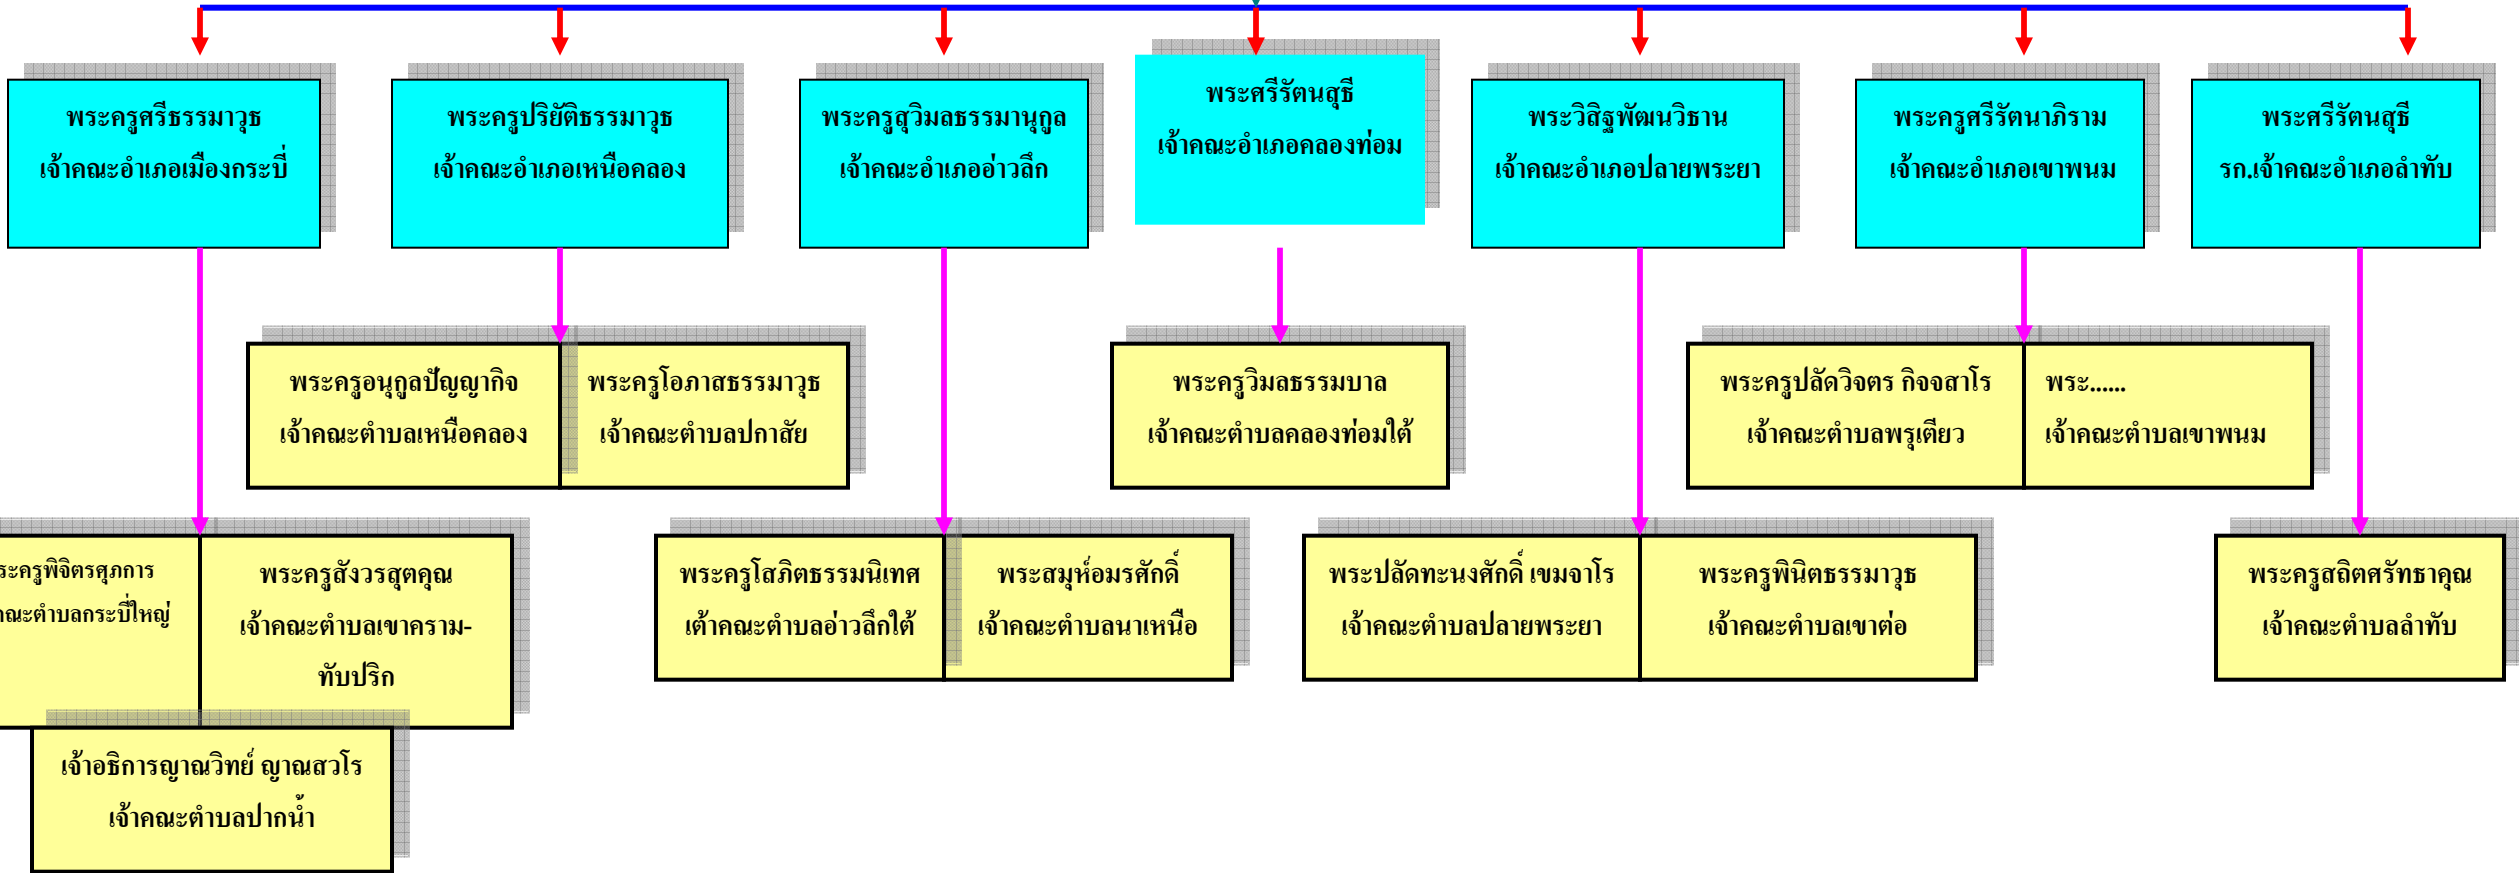 พระครูศรีธรรมาวุธ
เจ้าคณะอำเภอเมืองกระบี่
พระครูปริยัติธรรมาวุธ
เจ้าคณะอำเภอเหนือคลอง
พระครูสุวิมลธรรมานุกูล
เจ้าคณะอำเภออ่าวลึก
พระศรีรัตนสุธี
เจ้าคณะอำเภอคลองท่อม
พระวิสิฐพัฒนวิธาน
เจ้าคณะอำเภอปลายพระยา
พระครูศรีรัตนาภิราม
เจ้าคณะอำเภอเขาพนม
พระศรีรัตนสุธี
รก.เจ้าคณะอำเภอลำทับ
พระครูอนุกูลปัญญากิจ
เจ้าคณะตำบลเหนือคลอง
พระครูโอภาสธรรมาวุธ
เจ้าคณะตำบลปกาสัย
พระครูวิมลธรรมบาล
เจ้าคณะตำบลคลองท่อมใต้
พระครูปลัดวิจตร กิจจสาโร
เจ้าคณะตำบลพรุเตียว
พระ......
เจ้าคณะตำบลเขาพนม
ระครูพิจิตรศุภการ
คณะตำบลกระบี่ใหญ่
พระครูสังวรสุตคุณ
เจ้าคณะตำบลเขาคราม-
ทับปริก
พระครูโสภิตธรรมนิเทศ
เต้าคณะตำบลอ่าวลึกใต้
พระสมุห์อมรศักดิ์
เจ้าคณะตำบลนาเหนือ
พระปลัดทะนงศักดิ์ เขมจาโร
เจ้าคณะตำบลปลายพระยา
พระครูพินิตธรรมาวุธ
เจ้าคณะตำบลเขาต่อ
พระครูสถิตศรัทธาคุณ
เจ้าคณะตำบลลำทับ
เจ้าอธิการญาณวิทย์ ญาณสวโร
เจ้าคณะตำบลปากน้ำ